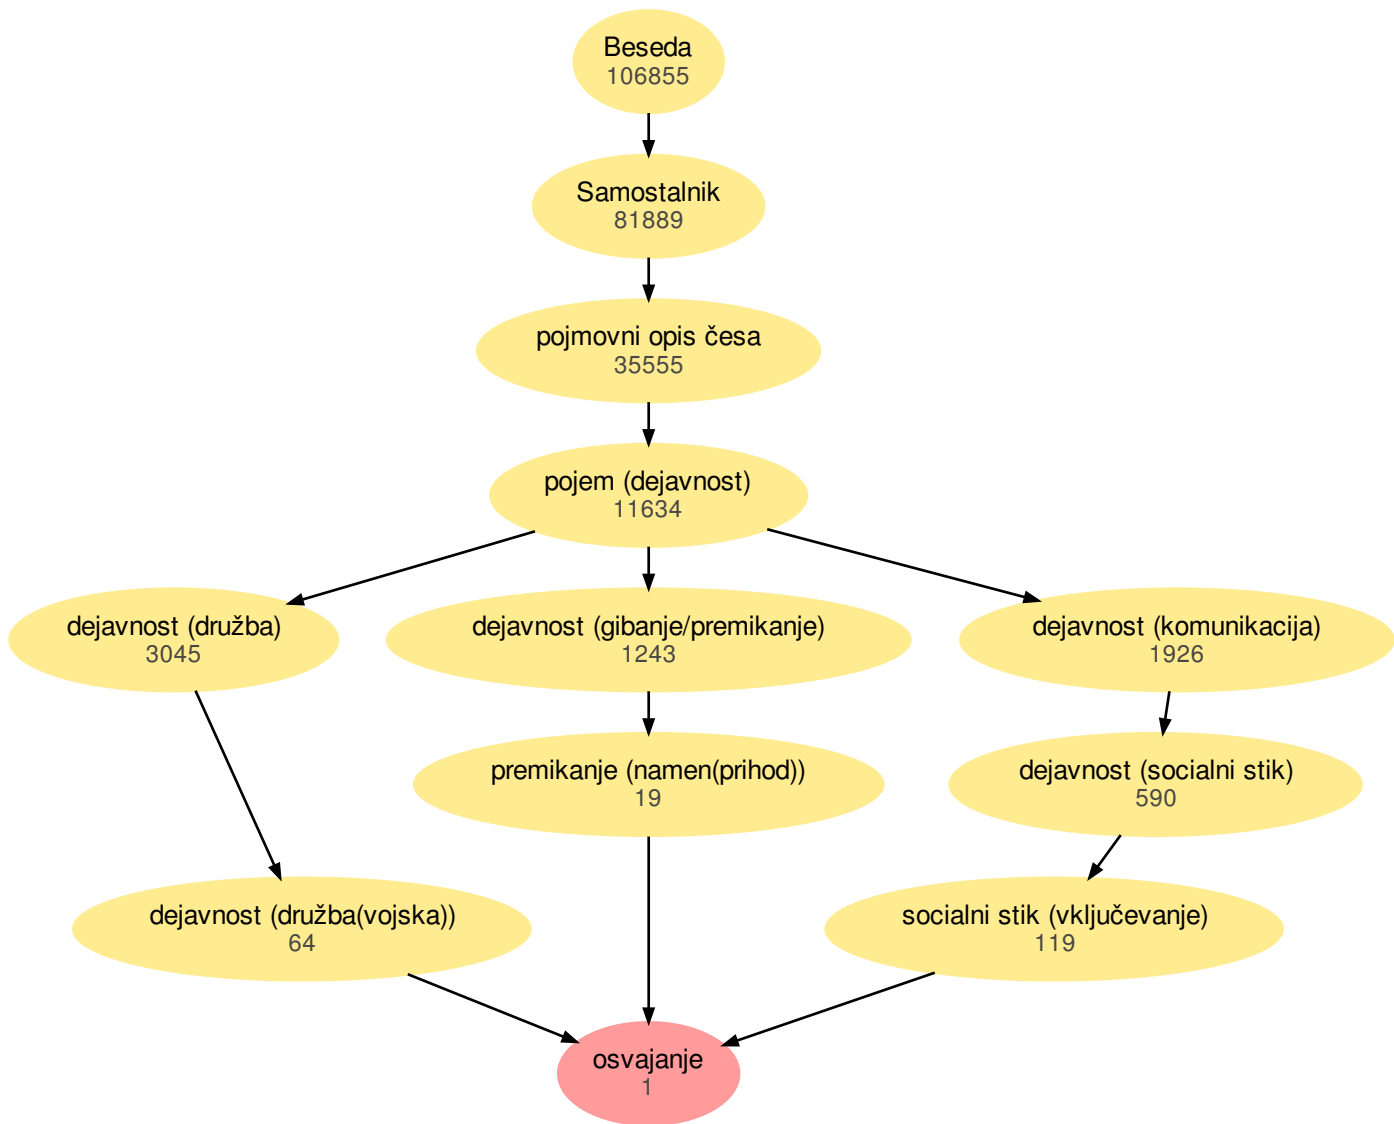 Beseda
106855
Samostalnik
81889
pojmovni opis česa
35555
pojem (dejavnost)
11634
dejavnost (družba)
3045
dejavnost (gibanje/premikanje)
1243
dejavnost (komunikacija)
1926
premikanje (namen(prihod))
19
dejavnost (socialni stik)
590
dejavnost (družba(vojska))
64
socialni stik (vključevanje)
119
osvajanje
1